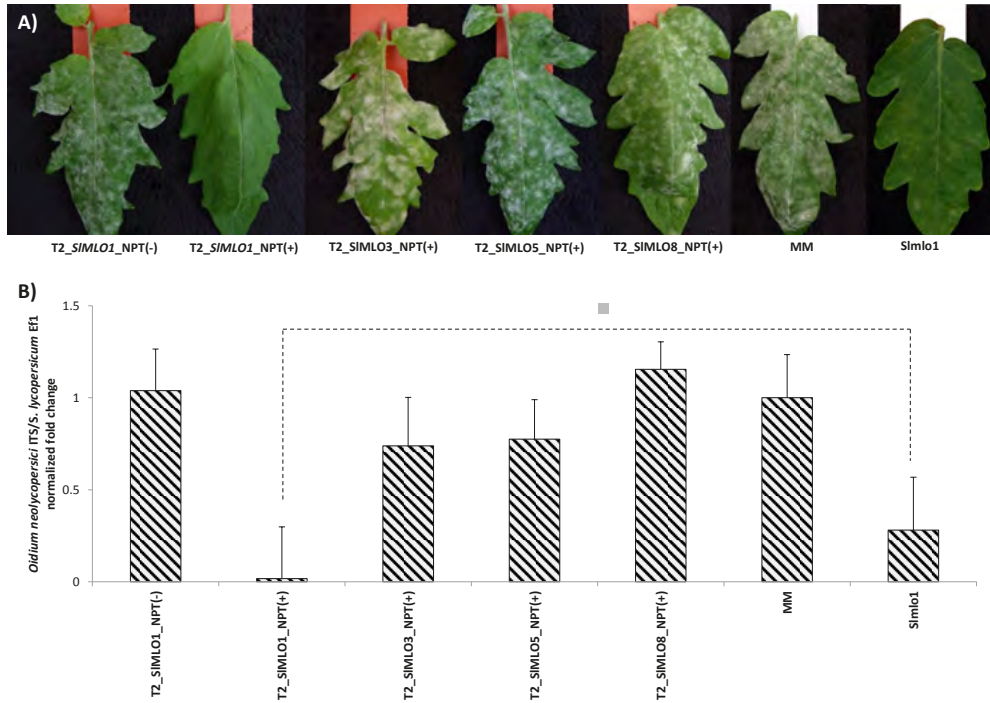 A)
T2_SlMLO1_NPT(-)
T2_SlMLO1_NPT(+)
T2_SlMLO3_NPT(+)
T2_SlMLO5_NPT(+)
T2_SlMLO8_NPT(+)
MM
Slmlo1
B)
Oidium neolycopersici ITS/S. lycopersicum Ef1
normalized fold change
1.5
1
0.5
0
T2_SlMLO1_NPT(-)
T2_SlMLO1_NPT(+)
T2_SlMLO3_NPT(+)
T2_SlMLO5_NPT(+)
T2_SlMLO8_NPT(+)
MM
Slmlo1